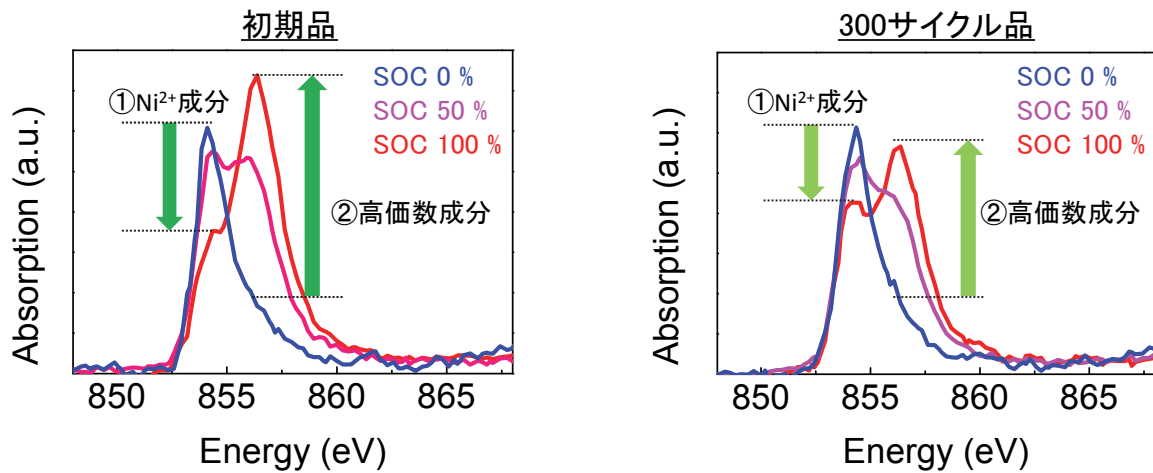 初期品
SOC 0 %
SOC 50 %
SOC 100 %
①Ni²⁺成分
②高価数成分
Absorption (a.u.)
850 855 860 865
Energy (eV)
300サイクル品
SOC 0 %
SOC 50 %
SOC 100 %
①Ni²⁺成分
②高価数成分
Absorption (a.u.)
850 855 860 865
Energy (eV)